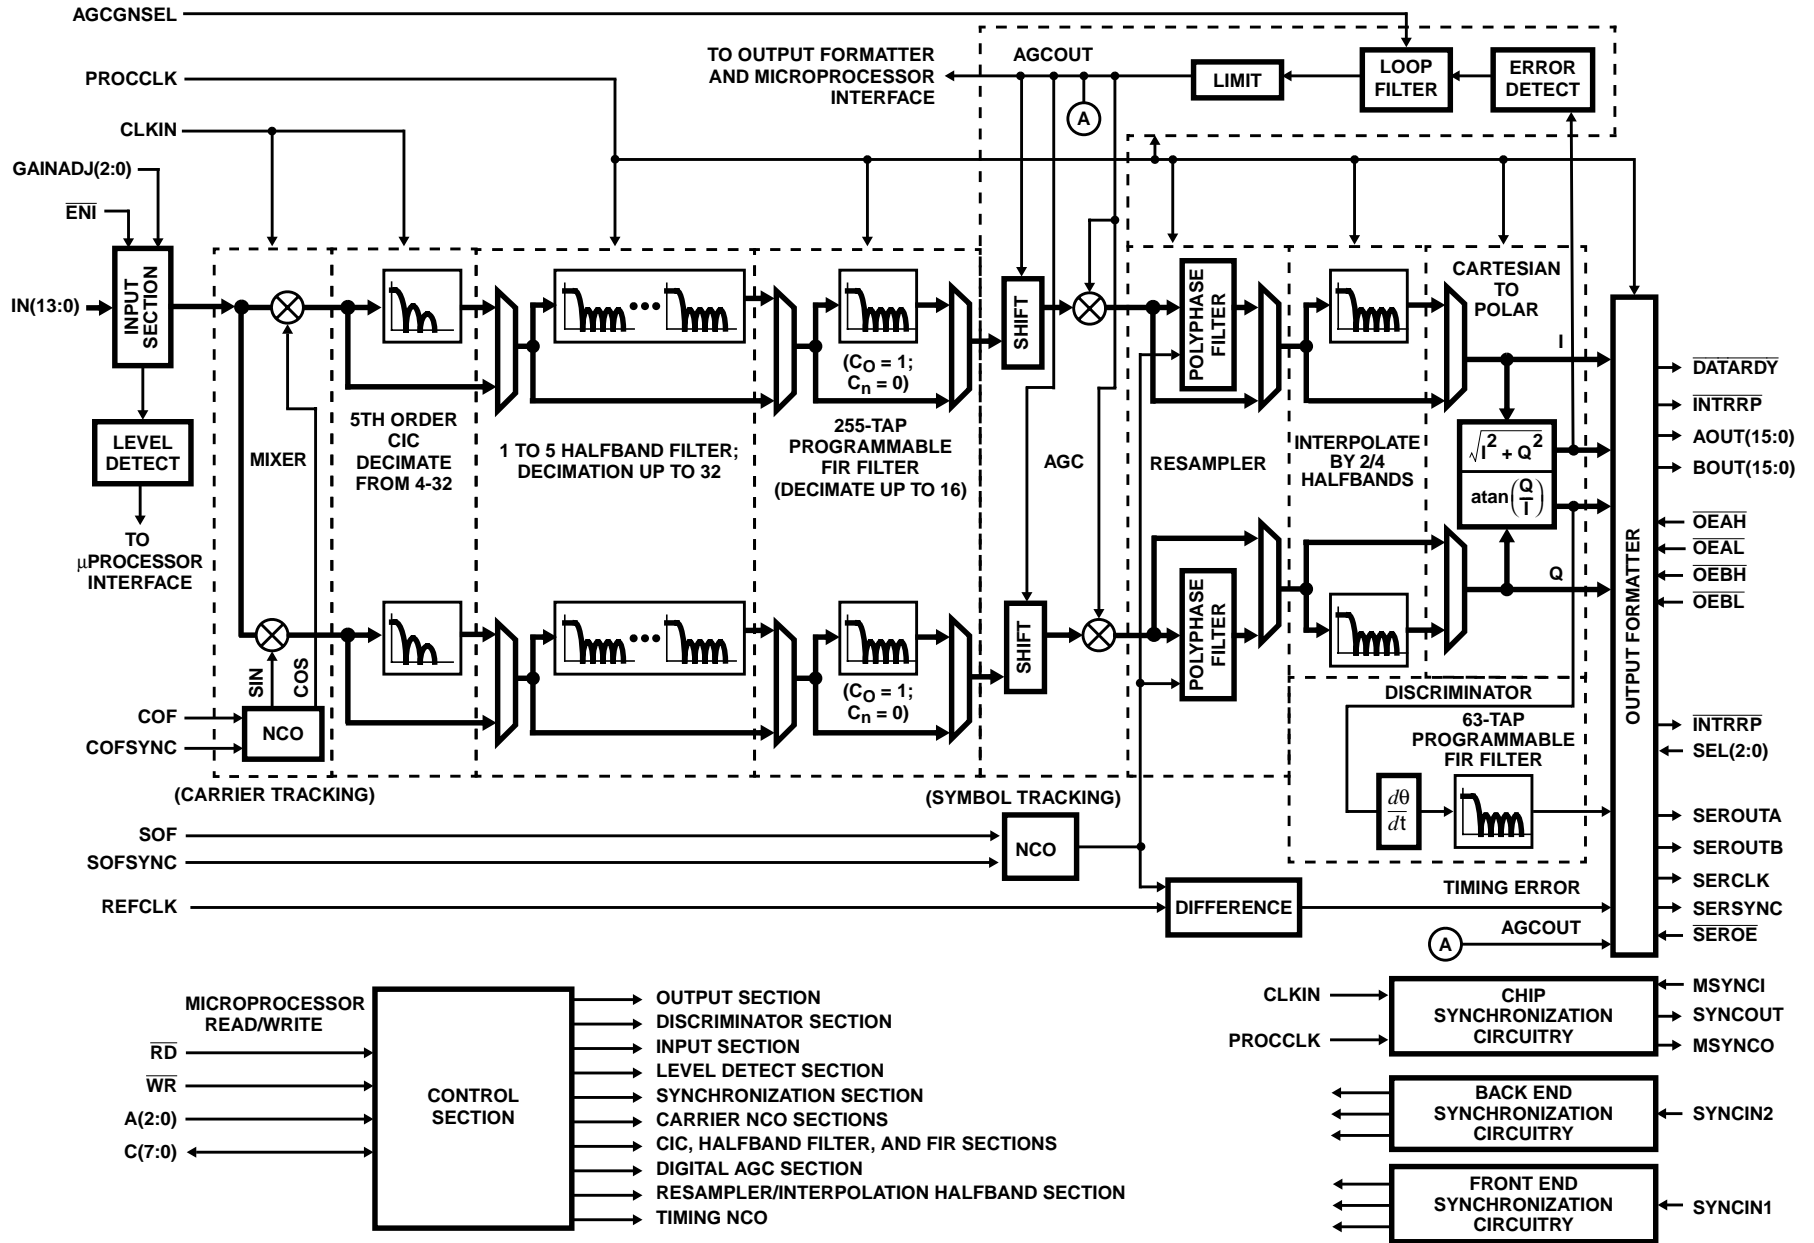 AGCGNSEL
PROCCLK
CLKIN
GAINADJ(2:0)
ENI
IN(13:0)
INPUT
SECTION
LEVEL
DETECT
TO
μPROCESSOR
INTERFACE
TO OUTPUT FORMATTER
AND MICROPROCESSOR
INTERFACE
AGCOUT
A
LIMIT
LOOP
FILTER
ERROR
DETECT
MIXER
SIN
COS
COF
COFSYNC
NCO
(CARRIER TRACKING)
5TH ORDER
CIC
DECIMATE
FROM 4-32
1 TO 5 HALFBAND FILTER;
DECIMATION UP TO 32
(CO = 1;
Cn = 0)
255-TAP
PROGRAMMABLE
FIR FILTER
(DECIMATE UP TO 16)
(CO = 1;
Cn = 0)
SHIFT
SHIFT
AGC
POLYPHASE
FILTER
RESAMPLER
POLYPHASE
FILTER
INTERPOLATE
BY 2/4
HALFBANDS
CARTESIAN
TO
POLAR
I
√I2 + Q2
atan(Q/I)
Q
DISCRIMINATOR
63-TAP
PROGRAMMABLE
FIR FILTER
dθ
dt
OUTPUT FORMATTER
DATARDY
INTRRP
AOUT(15:0)
BOUT(15:0)
OEAH
OEAL
OEBH
OEBL
INTRRP
SEL(2:0)
SEROUTA
SEROUTB
SERCLK
SERSYNC
SEROE
(SYMBOL TRACKING)
SOF
SOFSYNC
NCO
REFCLK
DIFFERENCE
TIMING ERROR
AGCOUT
A
MICROPROCESSOR
READ/WRITE
RD
WR
A(2:0)
C(7:0)
CONTROL
SECTION
OUTPUT SECTION
DISCRIMINATOR SECTION
INPUT SECTION
LEVEL DETECT SECTION
SYNCHRONIZATION SECTION
CARRIER NCO SECTIONS
CIC, HALFBAND FILTER, AND FIR SECTIONS
DIGITAL AGC SECTION
RESAMPLER/INTERPOLATION HALFBAND SECTION
TIMING NCO
CLKIN
PROCCLK
CHIP
SYNCHRONIZATION
CIRCUITRY
MSYNCI
SYNCOUT
MSYNCO
BACK END
SYNCHRONIZATION
CIRCUITRY
SYNCIN2
FRONT END
SYNCHRONIZATION
CIRCUITRY
SYNCIN1